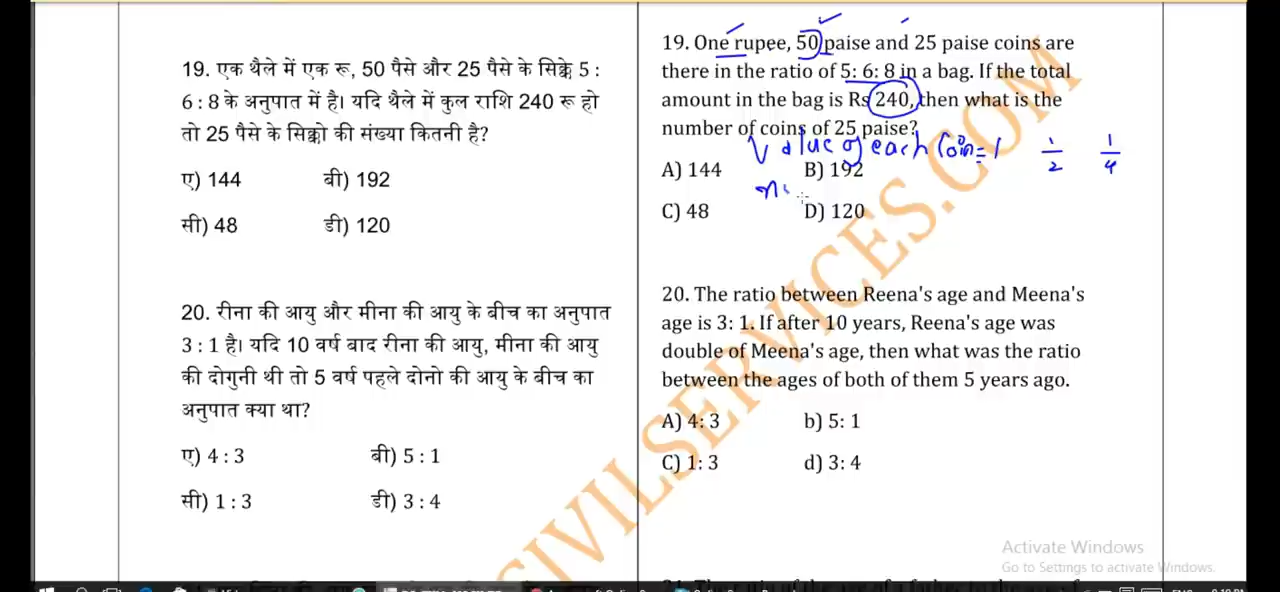 19. एक थैले में एक रू, 50 पैसे और 25 पैसे के सिक्के 5 :
6 : 8 के अनुपात में है। यदि थैले में कुल राशि 240 रू हो
तो 25 पैसे के सिक्को की संख्या कितनी है?
ए) 144 बी) 192
सी) 48 डी) 120
20. रीना की आयु और मीना की आयु के बीच का अनुपात
3 : 1 है। यदि 10 वर्ष बाद रीना की आयु, मीना की आयु
की दोगुनी थी तो 5 वर्ष पहले दोनो की आयु के बीच का
अनुपात क्या था?
ए) 4 : 3 बी) 5 : 1
सी) 1 : 3 डी) 3 : 4
19. One rupee, 50 paise and 25 paise coins are
there in the ratio of 5: 6: 8 in a bag. If the total
amount in the bag is Rs 240, then what is the
number of coins of 25 paise?
Value of each Coin = 1 1/2 1/4
A) 144 B) 192
C) 48 D) 120
20. The ratio between Reena's age and Meena's
age is 3: 1. If after 10 years, Reena's age was
double of Meena's age, then what was the ratio
between the ages of both of them 5 years ago.
A) 4: 3 b) 5: 1
C) 1: 3 d) 3: 4
CIVILSERVICES.COM
Activate Windows
Go to Settings to activate Windows.